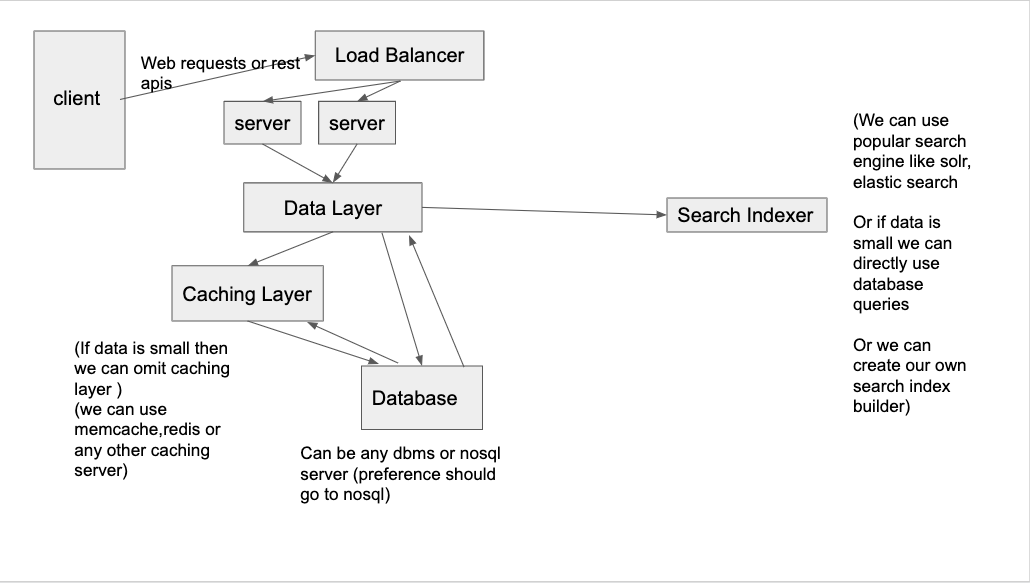 client
Web requests or rest
apis
Load Balancer
server
server
Data Layer
Search Indexer
Caching Layer
Database
(If data is small then
we can omit caching
layer )
(we can use
memcache,redis or
any other caching
server)
Can be any dbms or nosql
server (preference should
go to nosql)
(We can use
popular search
engine like solr,
elastic search
Or if data is
small we can
directly use
database
queries
Or we can
create our own
search index
builder)